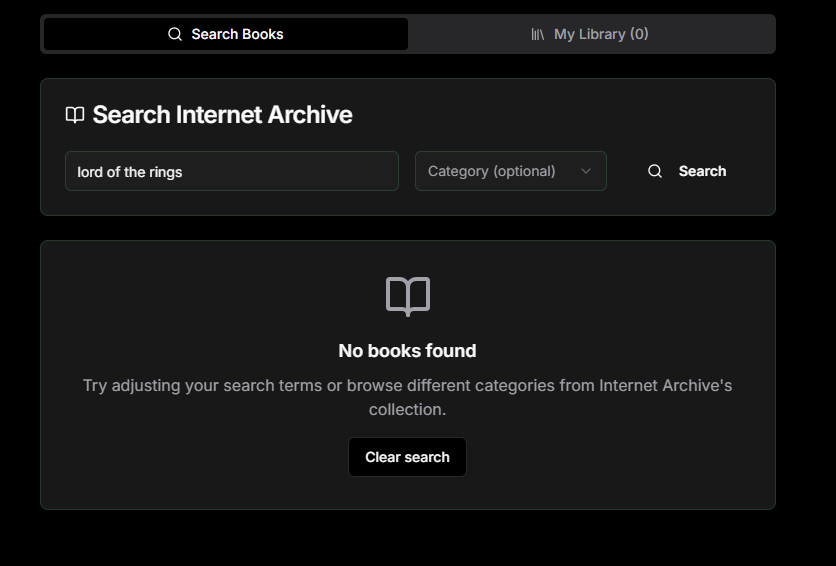 Search Books
My Library (0)
Search Internet Archive
lord of the rings
Category (optional)
Search
No books found
Try adjusting your search terms or browse different categories from Internet Archive's
collection.
Clear search